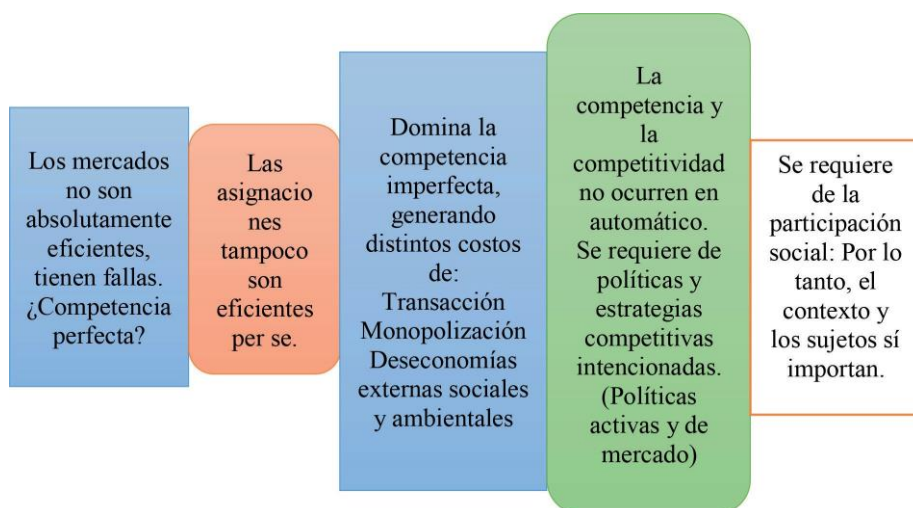 Los mercados
no son
absolutamente
eficientes,
tienen fallas.
¿Competencia
perfecta?
Las
asignacio
nes
tampoco
son
eficientes
per se.
Domina la
competencia
imperfecta,
generando
distintos costos
de:
Transacción
Monopolización
Deseconomías
externas sociales
y ambientales
La
competencia y
la
competitividad
no ocurren en
automático.
Se requiere de
políticas y
estrategias
competitivas
intencionadas.
(Políticas
activas y de
mercado)
Se requiere
de la
participación
social: Por lo
tanto, el
contexto y
los sujetos sí
importan.